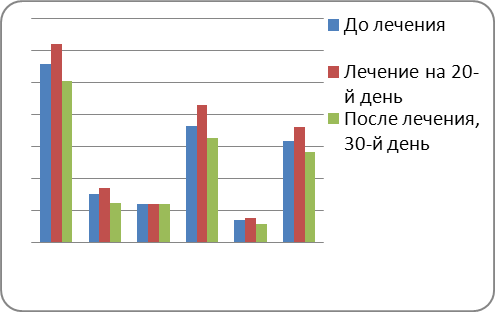 До лечения
Лечение на 20-
й день
После лечения,
30-й день